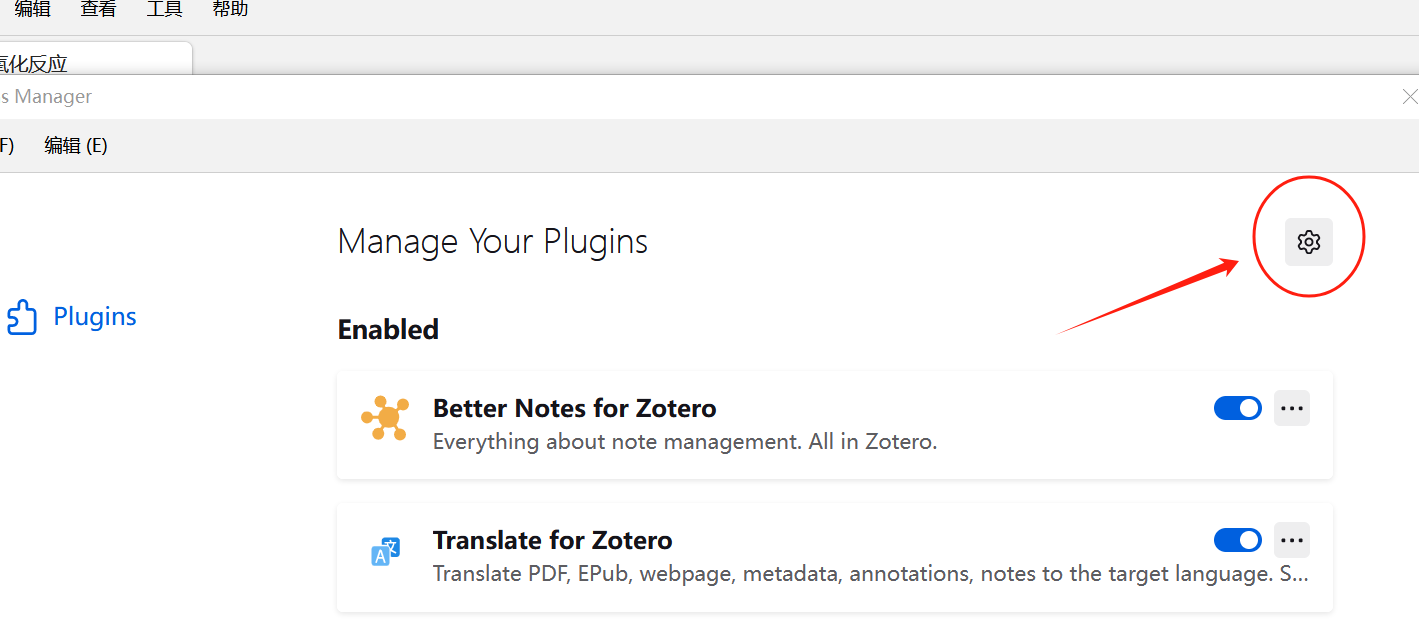 编辑 查看 工具 帮助
氧化反应
s Manager
F) 编辑 (E)
Manage Your Plugins
Plugins
Enabled
Better Notes for Zotero
Everything about note management. All in Zotero.
Translate for Zotero
Translate PDF, EPub, webpage, metadata, annotations, notes to the target language. S...